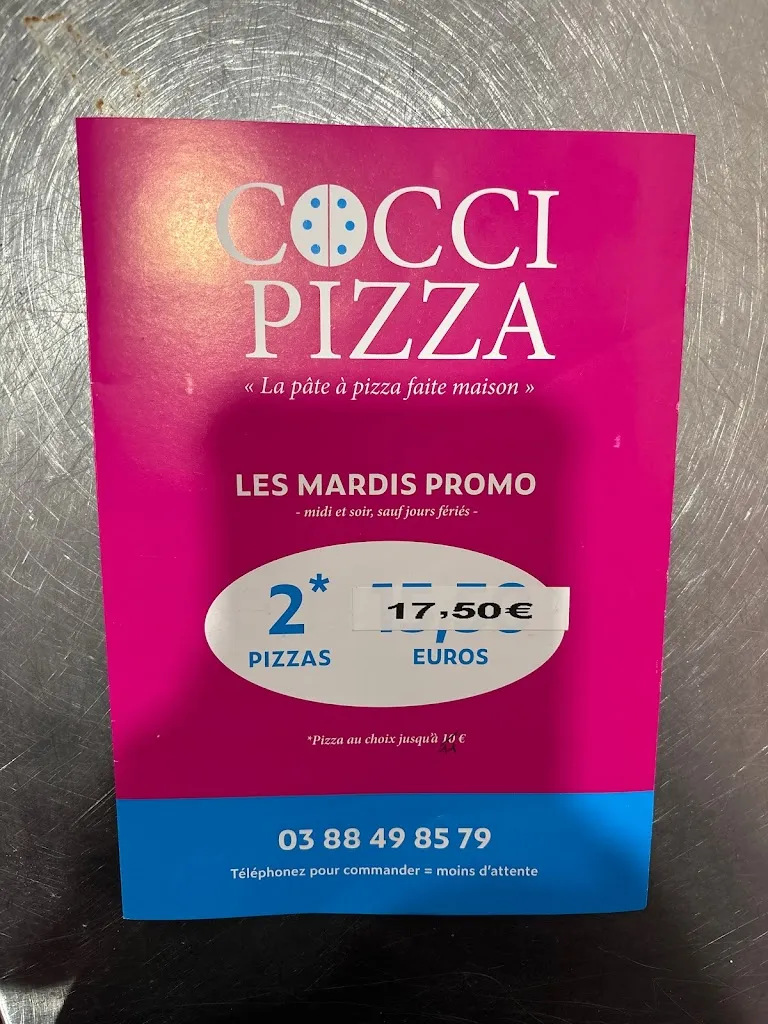 COCCI
PIZZA
« La pâte à pizza faite maison »
LES MARDIS PROMO
- midi et soir, sauf jours fériés -
2* 17,50€
PIZZAS EUROS
*Pizza au choix jusqu'à 10 €
03 88 49 85 79
Téléphonez pour commander = moins d'attente